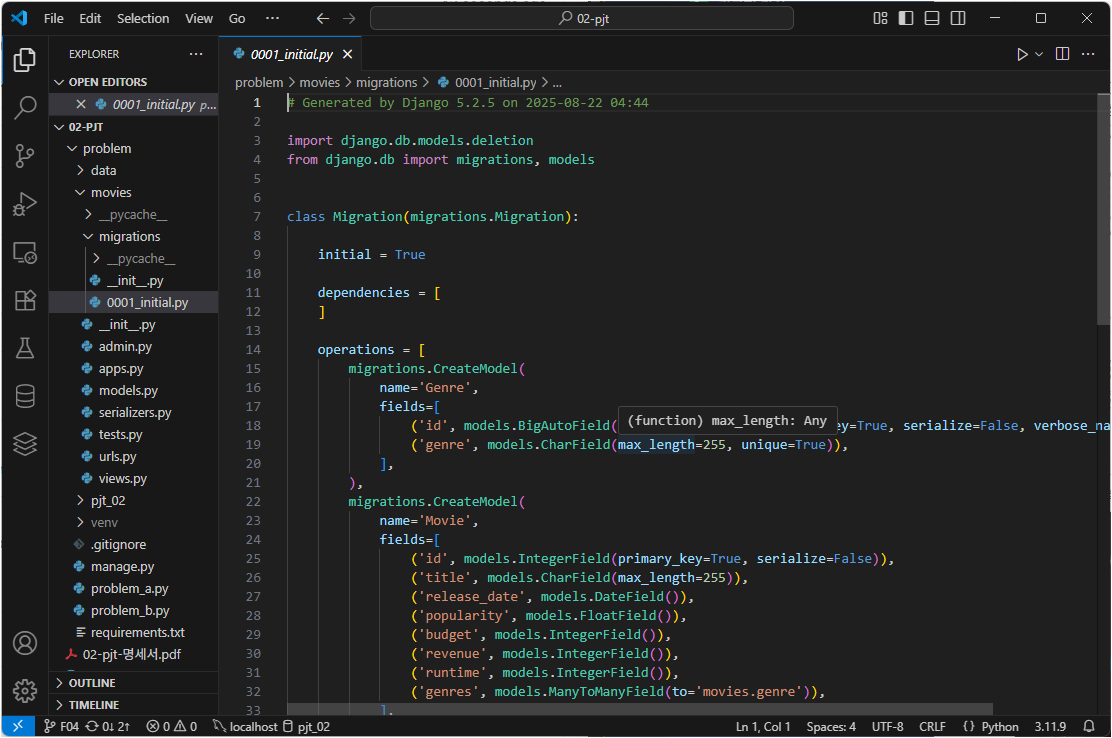 File Edit Selection View Go ··· 02-pjt
EXPLORER ···
OPEN EDITORS
0001_initial.py p...
02-PJT
problem
data
movies
__pycache__
migrations
__pycache__
__init__.py
0001_initial.py
__init__.py
admin.py
apps.py
models.py
serializers.py
tests.py
urls.py
views.py
pjt_02
venv
.gitignore
manage.py
problem_a.py
problem_b.py
requirements.txt
02-pjt-명세서.pdf
OUTLINE
TIMELINE
0001_initial.py
problem > movies > migrations > 0001_initial.py > ...
1 # Generated by Django 5.2.5 on 2025-08-22 04:44
2
3 import django.db.models.deletion
4 from django.db import migrations, models
5
6
7 class Migration(migrations.Migration):
8
9 initial = True
10
11 dependencies = [
12 ]
13
14 operations = [
15 migrations.CreateModel(
16 name='Genre',
17 fields=[
(function) max_length: Any
18 ('id', models.BigAutoField( ey=True, serialize=False, verbose_na
19 ('genre', models.CharField(max_length=255, unique=True)),
20 ],
21 ),
22 migrations.CreateModel(
23 name='Movie',
24 fields=[
25 ('id', models.IntegerField(primary_key=True, serialize=False)),
26 ('title', models.CharField(max_length=255)),
27 ('release_date', models.DateField()),
28 ('popularity', models.FloatField()),
29 ('budget', models.IntegerField()),
30 ('revenue', models.IntegerField()),
31 ('runtime', models.IntegerField()),
32 ('genres', models.ManyToManyField(to='movies.genre')),
33 ],
F04 0↓ 2↑ 0 0 localhost pjt_02 Ln 1, Col 1 Spaces: 4 UTF-8 CRLF {} Python 3.11.9